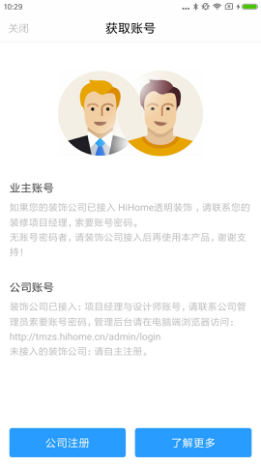 10:29
关闭 获取账号
业主账号
如果您的装饰公司已接入 HiHome透明装饰，请联系您的
装修项目经理，索要账号密码。
无账号密码者，请装饰公司接入后再使用本产品，谢谢支
持！
公司账号
装饰公司已接入：项目经理与设计师账号，请联系公司管
理员索要账号密码，管理后台请在电脑端浏览器访问：
http://tmzs.hihome.cn/admin/login
未接入的装饰公司：请自主注册。
公司注册 了解更多